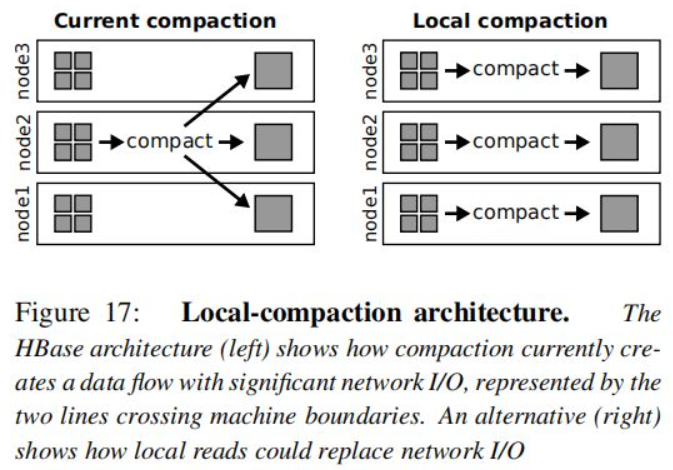 Current compaction
Local compaction
node3
node2
compact
node1
node3
compact
node2
compact
node1
compact
Figure 17: Local-compaction architecture. The
HBase architecture (left) shows how compaction currently cre-
ates a data flow with significant network I/O, represented by the
two lines crossing machine boundaries. An alternative (right)
shows how local reads could replace network I/O